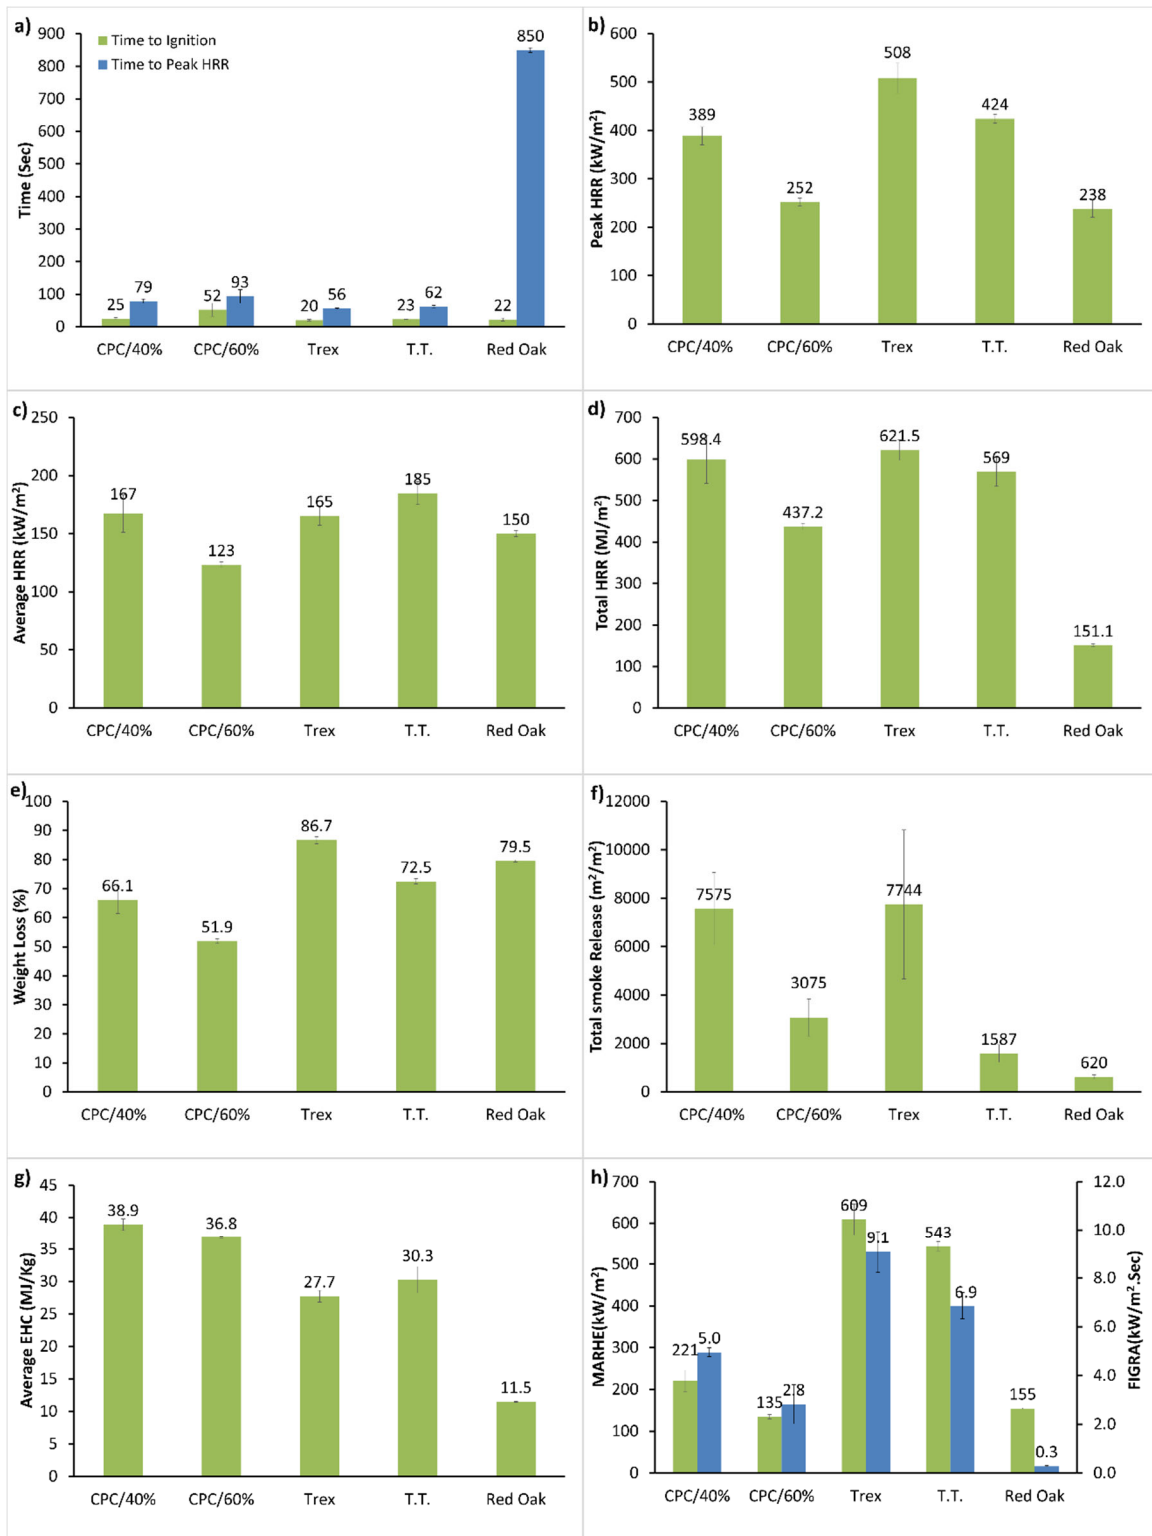 a)
Time to Ignition
Time to Peak HRR
Time (Sec)
900
800
700
600
500
400
300
200
100
0
25
79
52
93
20
56
23
62
22
850
CPC/40%
CPC/60%
Trex
T.T.
Red Oak
b)
Peak HRR (kW/m²)
600
500
400
300
200
100
0
389
252
508
424
238
CPC/40%
CPC/60%
Trex
T.T.
Red Oak
c)
Average HRR (kW/m²)
250
200
150
100
50
0
167
123
165
185
150
CPC/40%
CPC/60%
Trex
T.T.
Red Oak
d)
Total HRR (MJ/m²)
700
600
500
400
300
200
100
0
598.4
437.2
621.5
569
151.1
CPC/40%
CPC/60%
Trex
T.T.
Red Oak
e)
Weight Loss (%)
100
90
80
70
60
50
40
30
20
10
0
66.1
51.9
86.7
72.5
79.5
CPC/40%
CPC/60%
Trex
T.T.
Red Oak
f)
Total smoke Release (m²/m²)
12000
10000
8000
6000
4000
2000
0
7575
3075
7744
1587
620
CPC/40%
CPC/60%
Trex
T.T.
Red Oak
g)
Average EHC (MJ/Kg)
45
40
35
30
25
20
15
10
5
0
38.9
36.8
27.7
30.3
11.5
CPC/40%
CPC/60%
Trex
T.T.
Red Oak
h)
MARHE(kW/m²)
700
600
500
400
300
200
100
0
221
5.0
135
2.8
609
9.1
543
6.9
155
0.3
12.0
10.0
8.0
6.0
4.0
2.0
0.0
FIGRA(kW/m².Sec)
CPC/40%
CPC/60%
Trex
T.T.
Red Oak